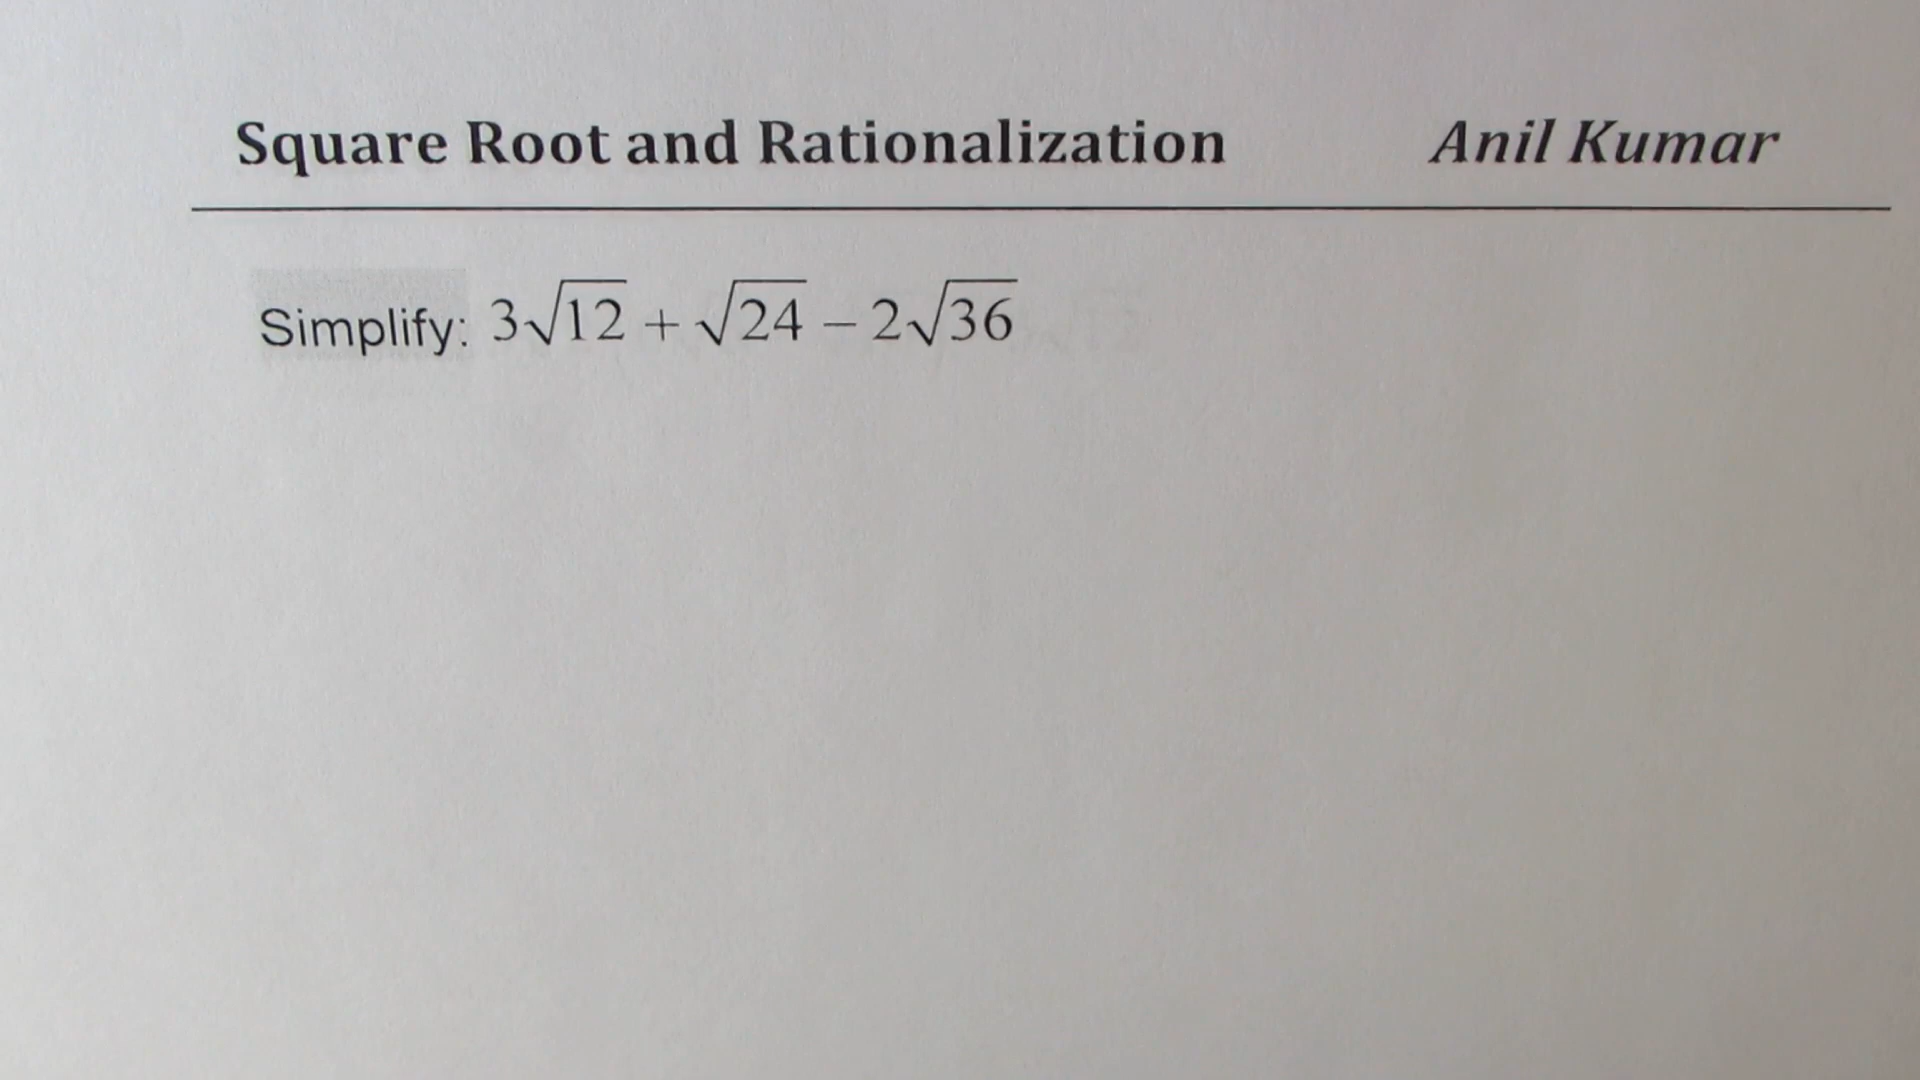 Square Root and Rationalization Anil Kumar
Simplify: 3√12 + √24 − 2√36